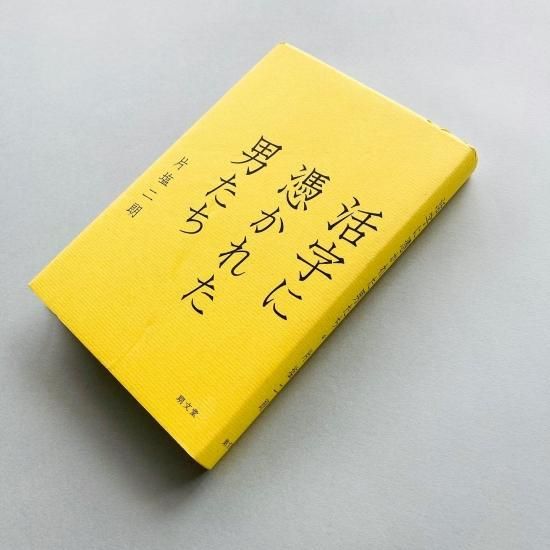 活字に
憑かれた
男たち
片塩二朗
朗文堂